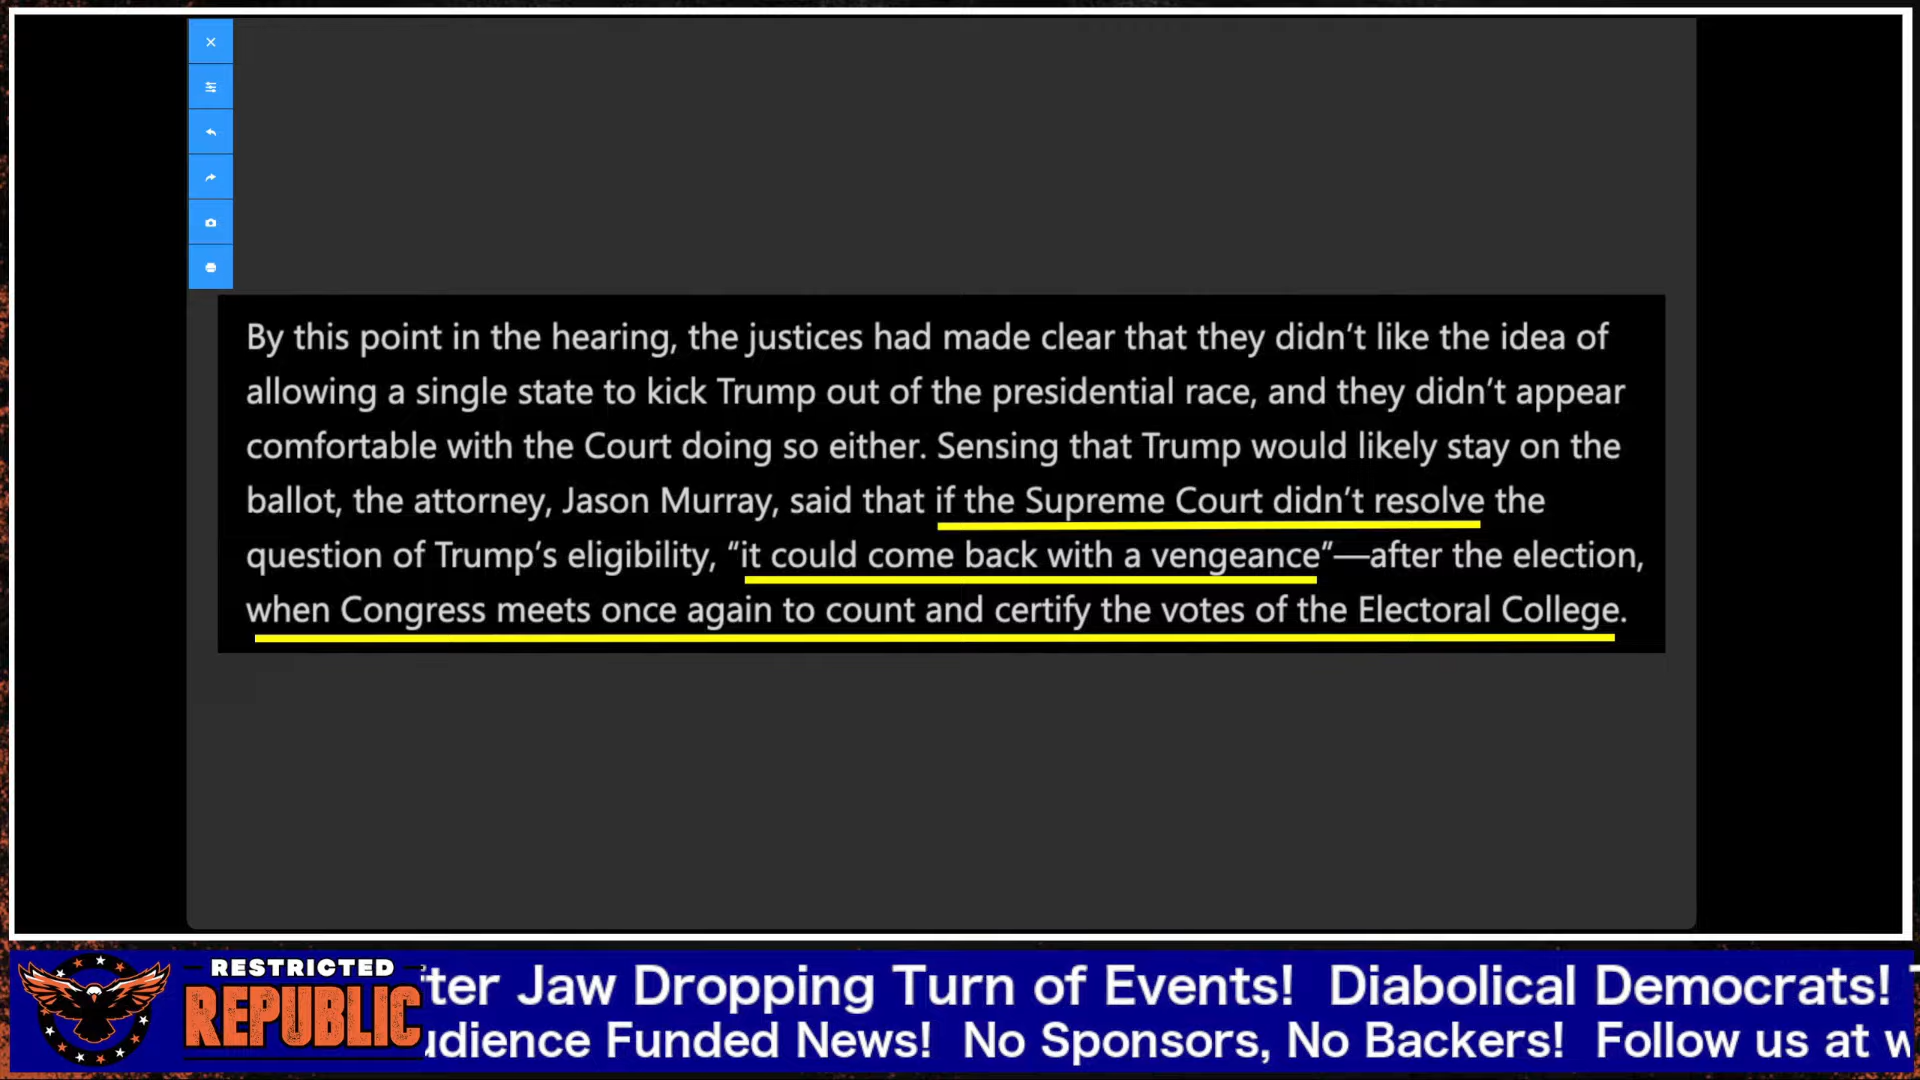 By this point in the hearing, the justices had made clear that they didn’t like the idea of
allowing a single state to kick Trump out of the presidential race, and they didn’t appear
comfortable with the Court doing so either. Sensing that Trump would likely stay on the
ballot, the attorney, Jason Murray, said that if the Supreme Court didn’t resolve the
question of Trump’s eligibility, “it could come back with a vengeance”—after the election,
when Congress meets once again to count and certify the votes of the Electoral College.
RESTRICTED
REPUBLIC
Jaw Dropping Turn of Events! Diabolical Democrats!
Funded News! No Sponsors, No Backers! Follow us at